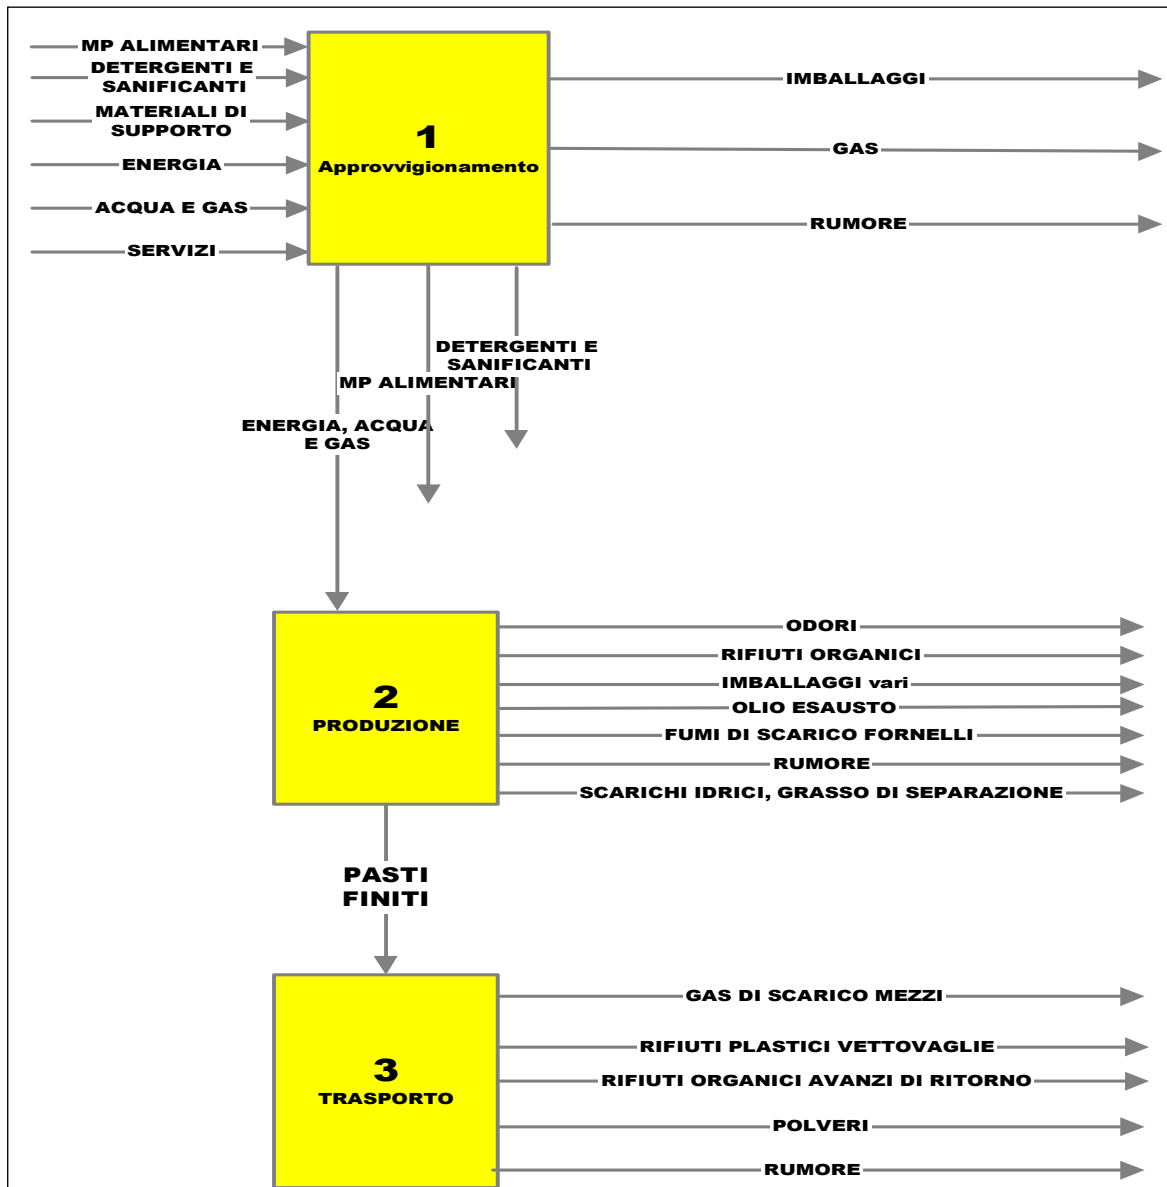 MP ALIMENTARI
DETERGENTI E
SANIFICANTI
MATERIALI DI
SUPPORTO
ENERGIA
ACQUA E GAS
SERVIZI
1
Approvvigionamento
IMBALLAGGI
GAS
RUMORE
DETERGENTI E
SANIFICANTI
MP ALIMENTARI
ENERGIA, ACQUA
E GAS
2
PRODUZIONE
ODORI
RIFIUTI ORGANICI
IMBALLAGGI vari
OLIO ESAUSTO
FUMI DI SCARICO FORNELLI
RUMORE
SCARICHI IDRICI, GRASSO DI SEPARAZIONE
PASTI
FINITI
3
TRASPORTO
GAS DI SCARICO MEZZI
RIFIUTI PLASTICI VETTOVAGLIE
RIFIUTI ORGANICI AVANZI DI RITORNO
POLVERI
RUMORE